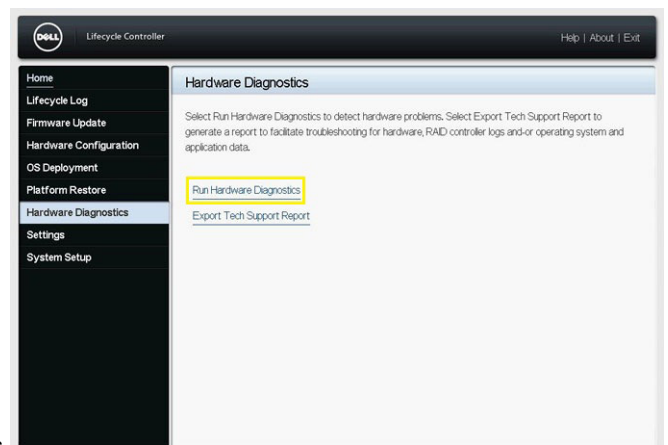 DELL
Lifecycle Controller
Help | About | Exit
Home
Lifecycle Log
Firmware Update
Hardware Configuration
OS Deployment
Platform Restore
Hardware Diagnostics
Settings
System Setup
Hardware Diagnostics
Select Run Hardware Diagnostics to detect hardware problems. Select Export Tech Support Report to
generate a report to facilitate troubleshooting for hardware, RAID controller logs and-or operating system and
application data.
Run Hardware Diagnostics
Export Tech Support Report